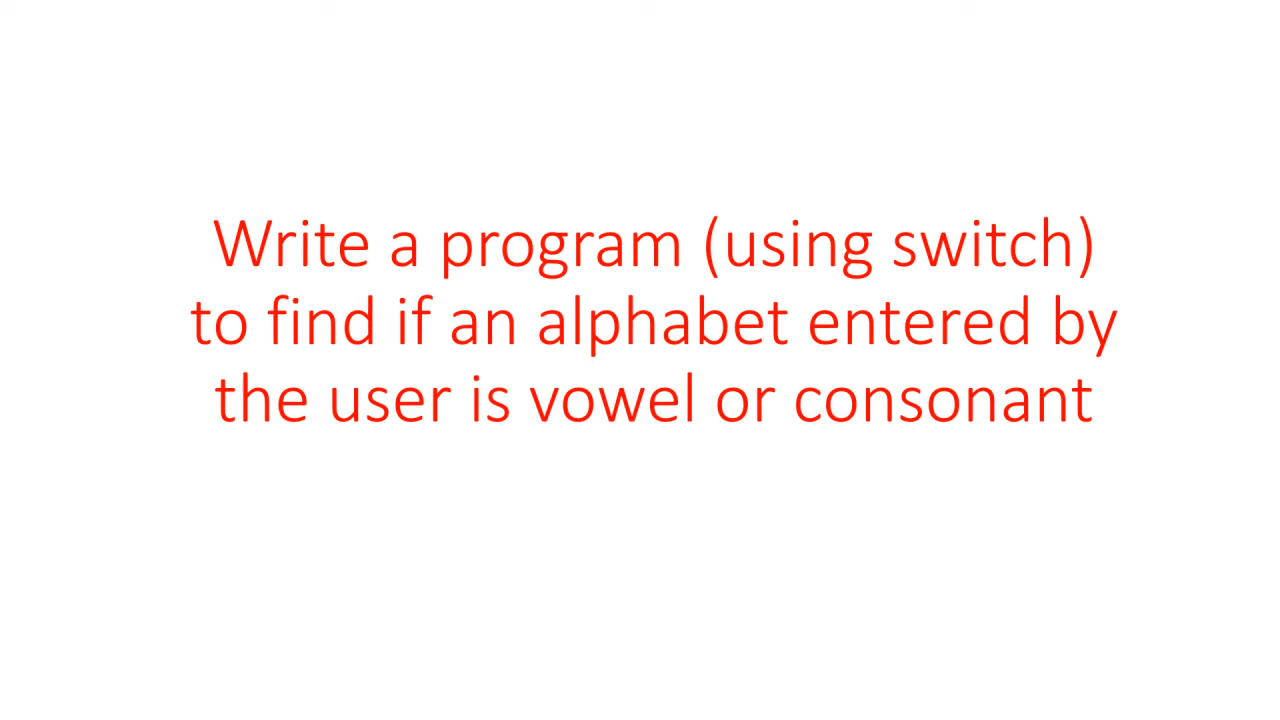 Write a program (using switch)
to find if an alphabet entered by
the user is vowel or consonant